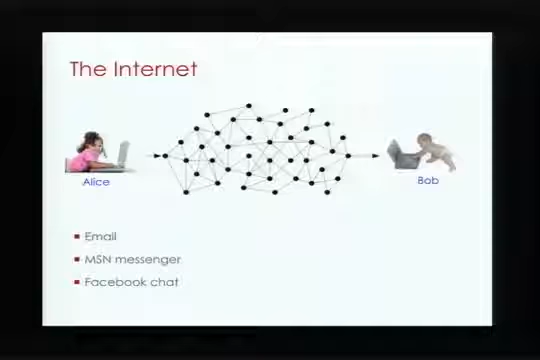 The Internet
Alice
Bob
Email
MSN messenger
Facebook chat